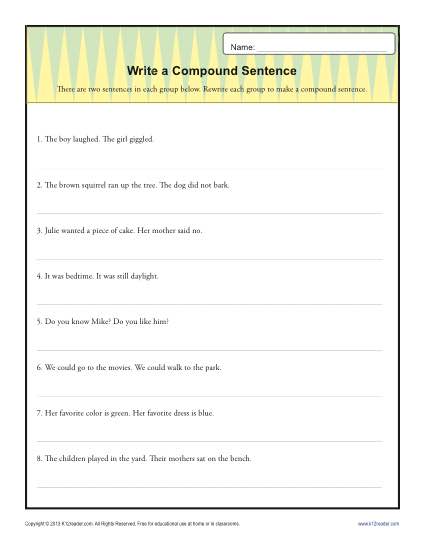 Name:
Write a Compound Sentence
There are two sentences in each group below. Rewrite each group to make a compound sentence.
1. The boy laughed. The girl giggled.
2. The brown squirrel ran up the tree. The dog did not bark.
3. Julie wanted a piece of cake. Her mother said no.
4. It was bedtime. It was still daylight.
5. Do you know Mike? Do you like him?
6. We could go to the movies. We could walk to the park.
7. Her favorite color is green. Her favorite dress is blue.
8. The children played in the yard. Their mothers sat on the bench.
Copyright © 2013 K12reader.com. All Rights Reserved. Free for educational use at home or in classrooms.
www.k12reader.com